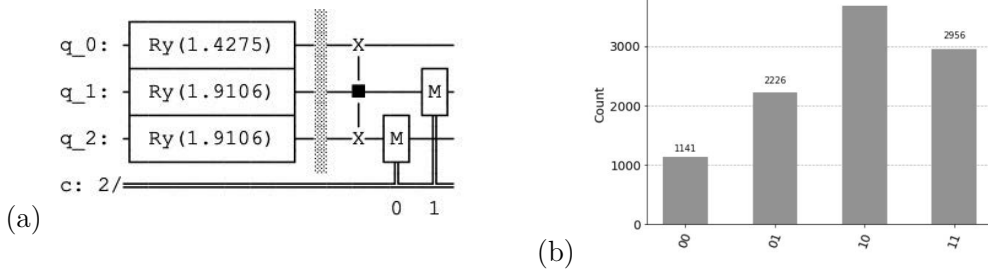 q_0: Ry(1.4275) X
q_1: Ry(1.9106) M
q_2: Ry(1.9106) X M
c: 2/
0 1
(a)
Count
3000
2000
1000
0
1141
2226
2956
00
01
10
11
(b)